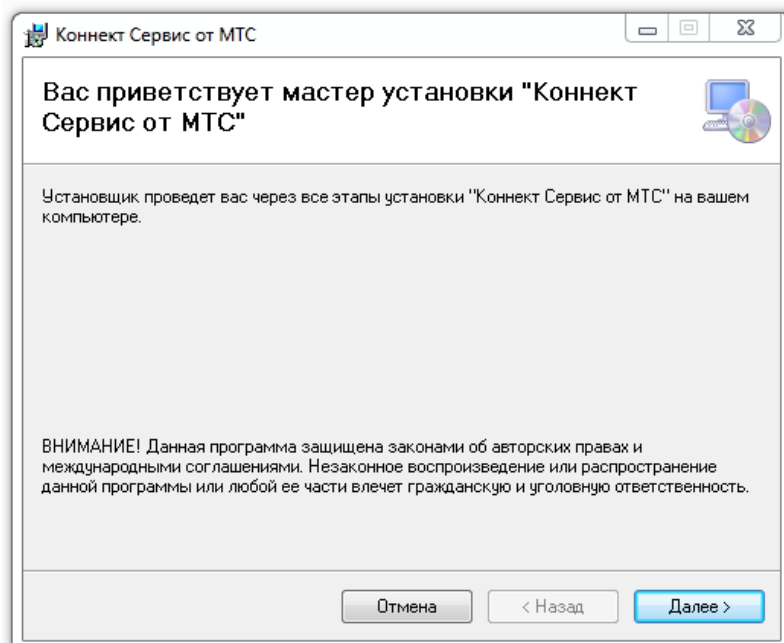 Коннект Сервис от МТС
Вас приветствует мастер установки "Коннект
Сервис от МТС"
Установщик проведет вас через все этапы установки "Коннект Сервис от МТС" на вашем
компьютере.
ВНИМАНИЕ! Данная программа защищена законами об авторских правах и
международными соглашениями. Незаконное воспроизведение или распространение
данной программы или любой ее части влечет гражданскую и уголовную ответственность.
Отмена
< Назад
Далее >